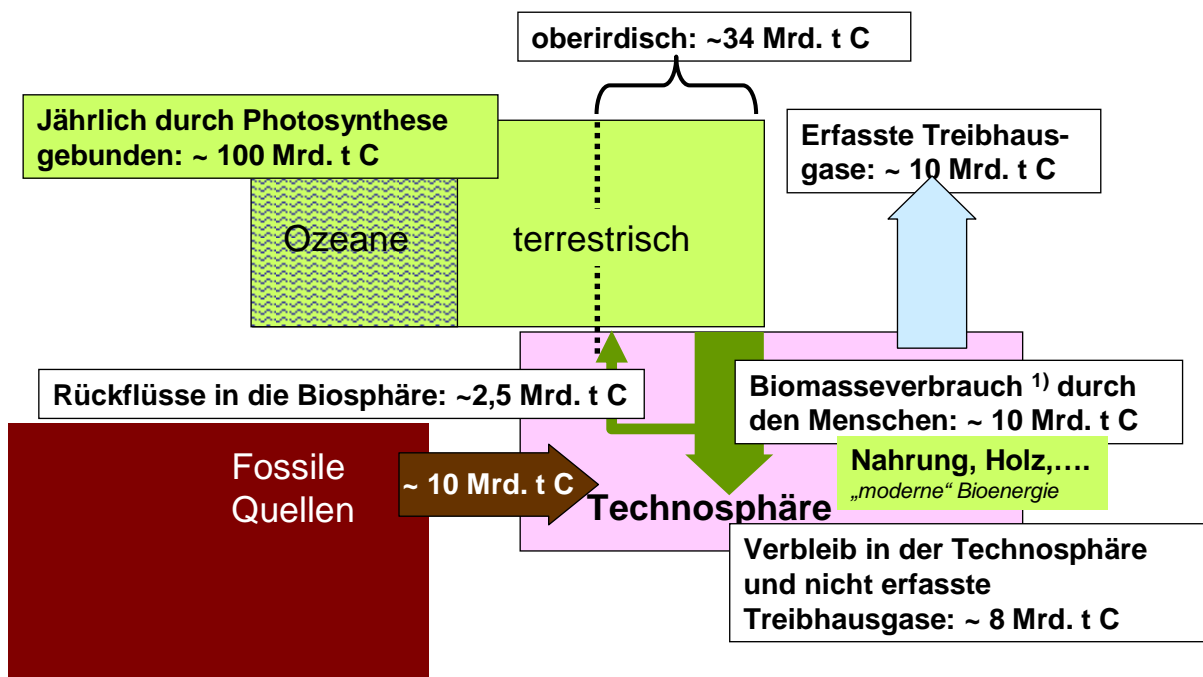 oberirdisch: ~34 Mrd. t C
Jährlich durch Photosynthese
gebunden: ~ 100 Mrd. t C
Erfasste Treibhaus-
gase: ~ 10 Mrd. t C
Ozeane
terrestrisch
Rückflüsse in die Biosphäre: ~2,5 Mrd. t C
Biomasseverbrauch ¹⁾ durch
den Menschen: ~ 10 Mrd. t C
Nahrung, Holz,….
„moderne“ Bioenergie
Fossile
Quellen
~ 10 Mrd. t C
Technosphäre
Verbleib in der Technosphäre
und nicht erfasste
Treibhausgase: ~ 8 Mrd. t C